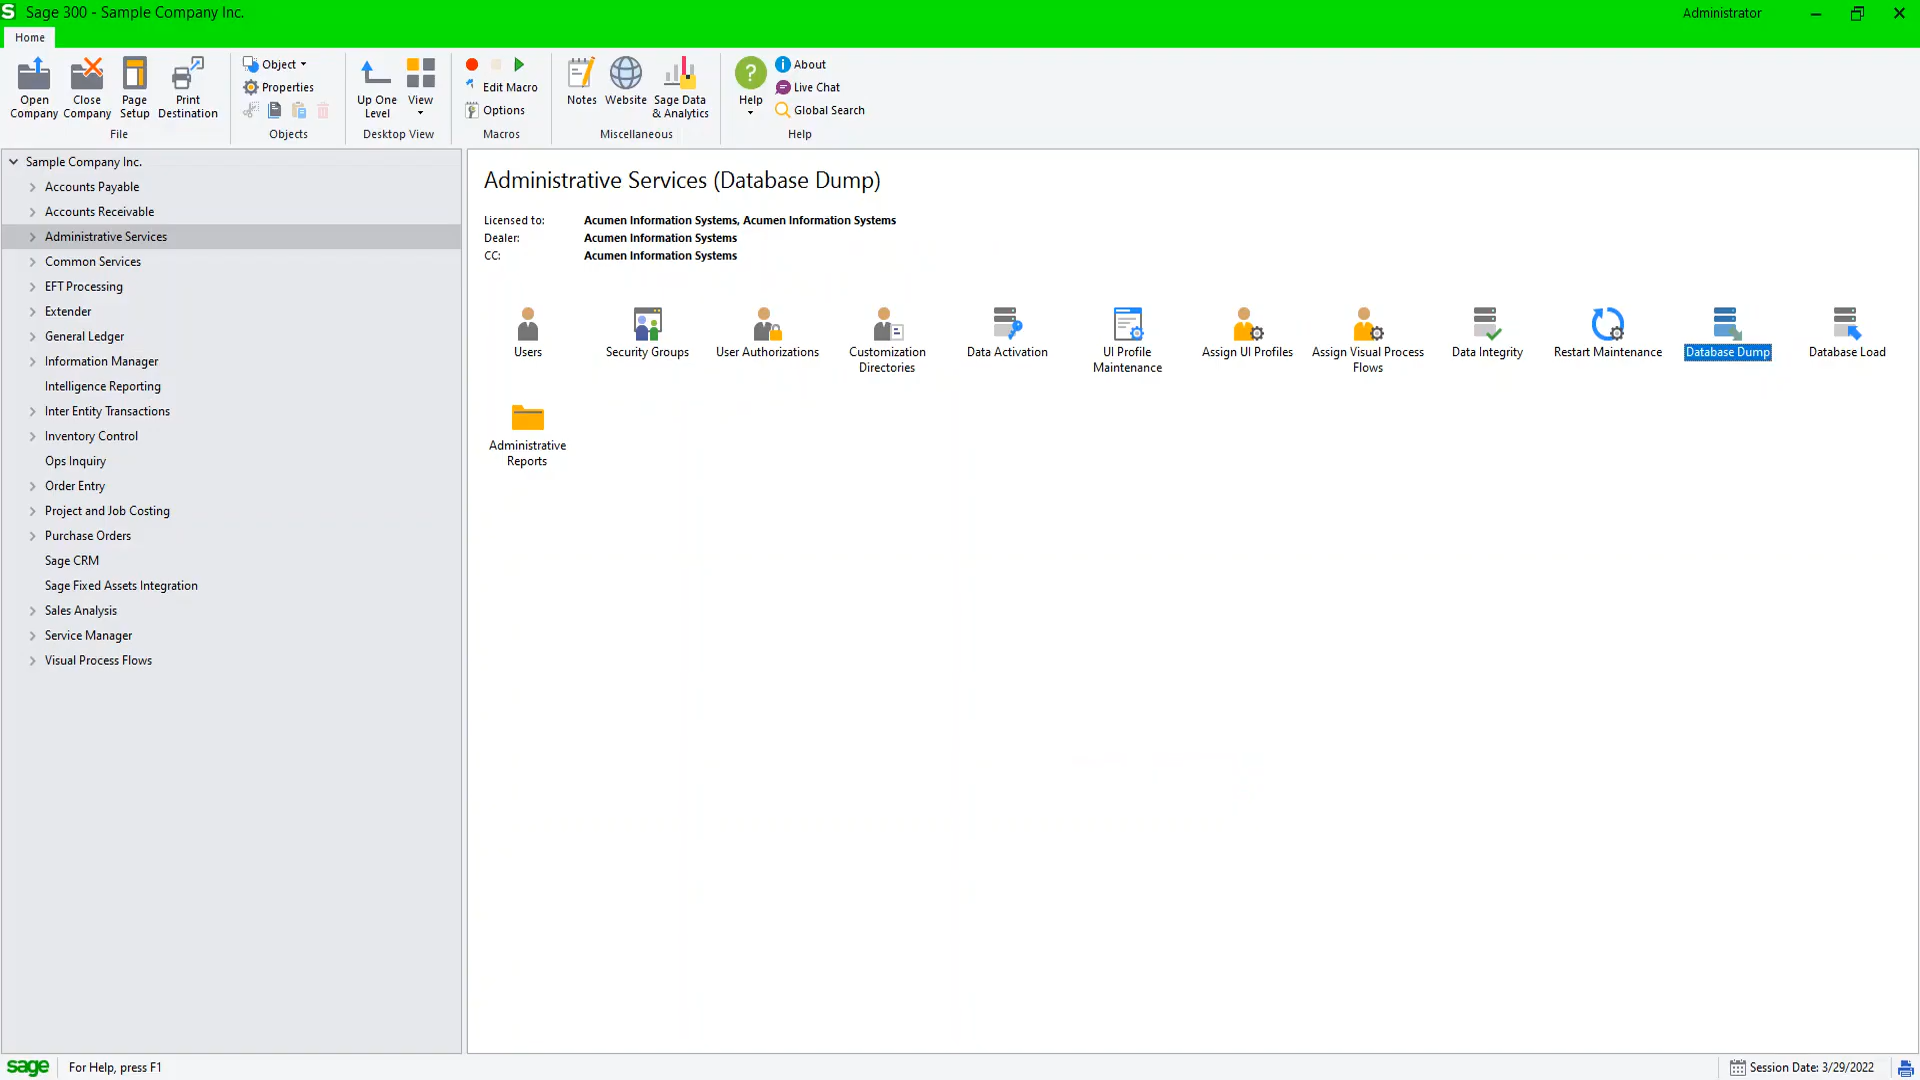 S Sage 300 - Sample Company Inc.
Administrator
Home
Open Company
Close Company
Page Setup
Print Destination
File
Object
Properties
Objects
Up One Level
View
Desktop View
Edit Macro
Options
Macros
Notes
Website
Sage Data & Analytics
Miscellaneous
? Help
About
Live Chat
Global Search
Help
Sample Company Inc.
Accounts Payable
Accounts Receivable
Administrative Services
Common Services
EFT Processing
Extender
General Ledger
Information Manager
Intelligence Reporting
Inter Entity Transactions
Inventory Control
Ops Inquiry
Order Entry
Project and Job Costing
Purchase Orders
Sage CRM
Sage Fixed Assets Integration
Sales Analysis
Service Manager
Visual Process Flows
Administrative Services (Database Dump)
Licensed to: Acumen Information Systems, Acumen Information Systems
Dealer: Acumen Information Systems
CC: Acumen Information Systems
Users
Security Groups
User Authorizations
Customization Directories
Data Activation
UI Profile Maintenance
Assign UI Profiles
Assign Visual Process Flows
Data Integrity
Restart Maintenance
Database Dump
Database Load
Administrative Reports
sage
For Help, press F1
Session Date: 3/29/2022